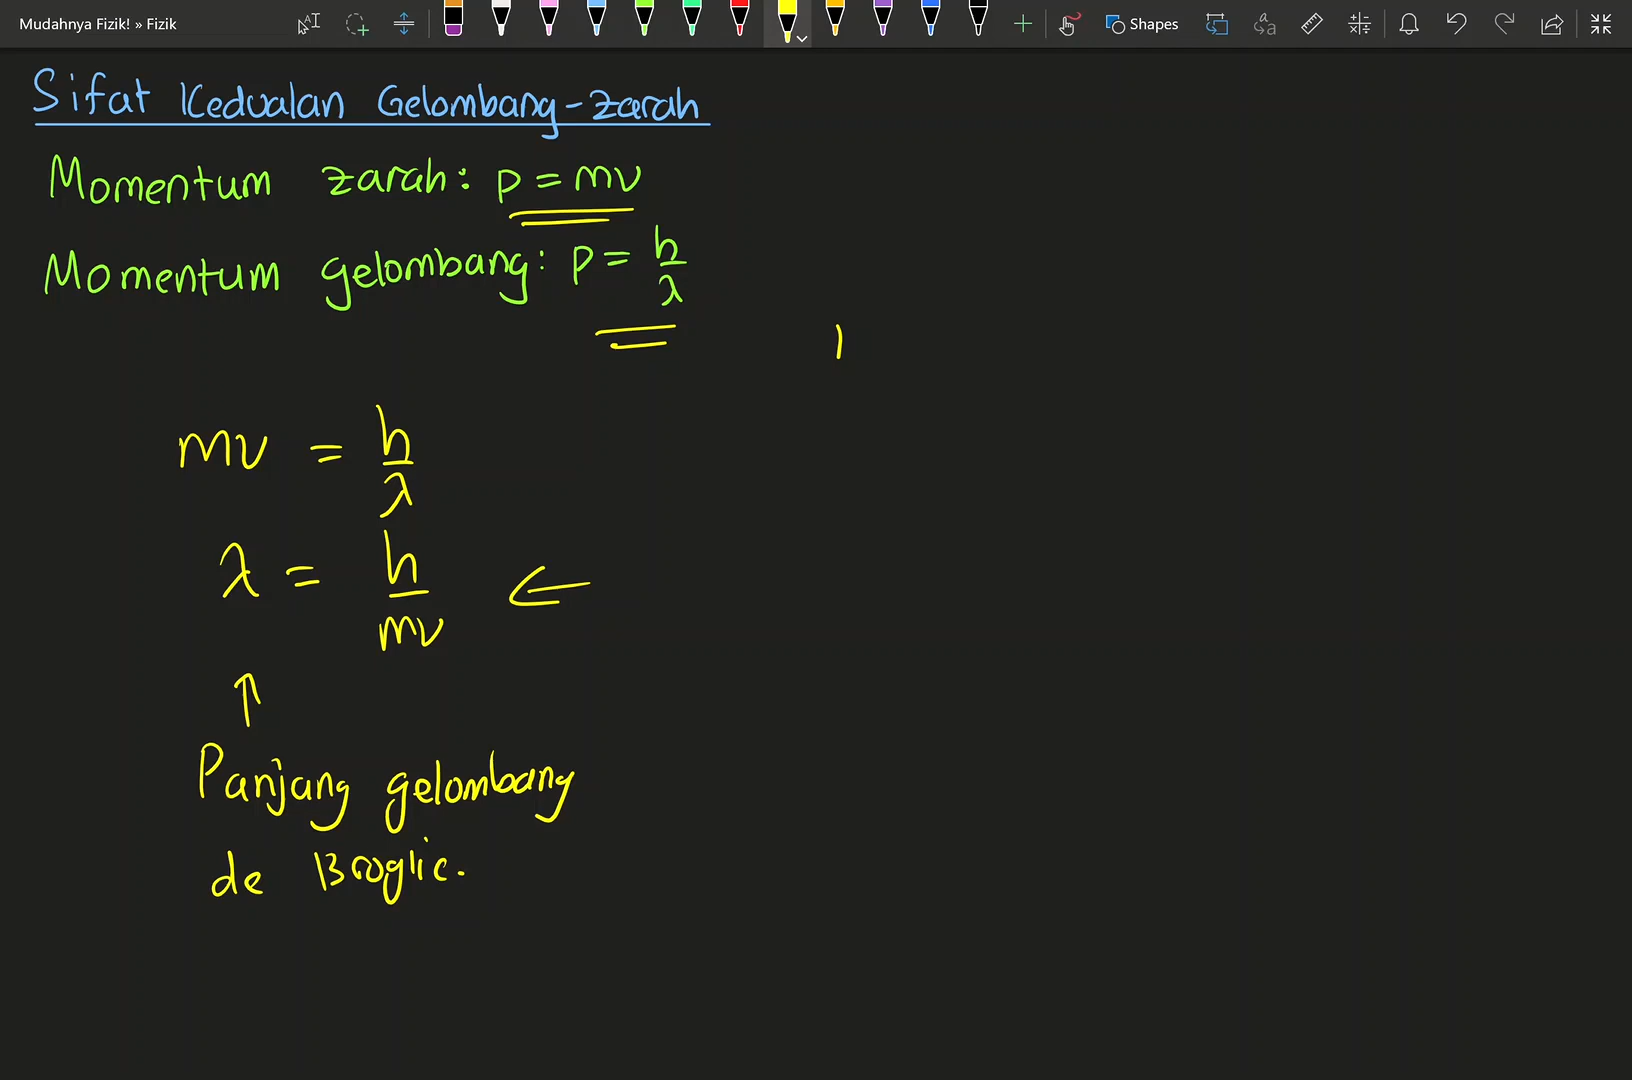 Mudahnya Fizik! » Fizik
Shapes
Sifat Kedualan Gelombang-Zarah
Momentum zarah: p = mv
Momentum gelombang: p = h/λ
mv = h/λ
λ = h/mv ←
↑
Panjang gelombang
de Broglie.